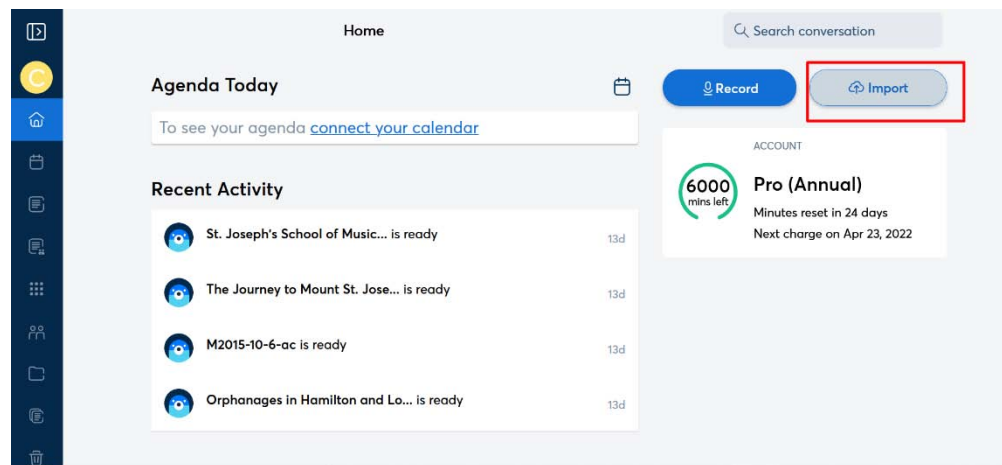 Home
Search conversation
C
Agenda Today
Record
Import
To see your agenda connect your calendar
ACCOUNT
6000
mins left
Pro (Annual)
Minutes reset in 24 days
Next charge on Apr 23, 2022
Recent Activity
St. Joseph's School of Music... is ready
13d
The Journey to Mount St. Jose... is ready
13d
M2015-10-6-ac is ready
13d
Orphanages in Hamilton and Lo... is ready
13d